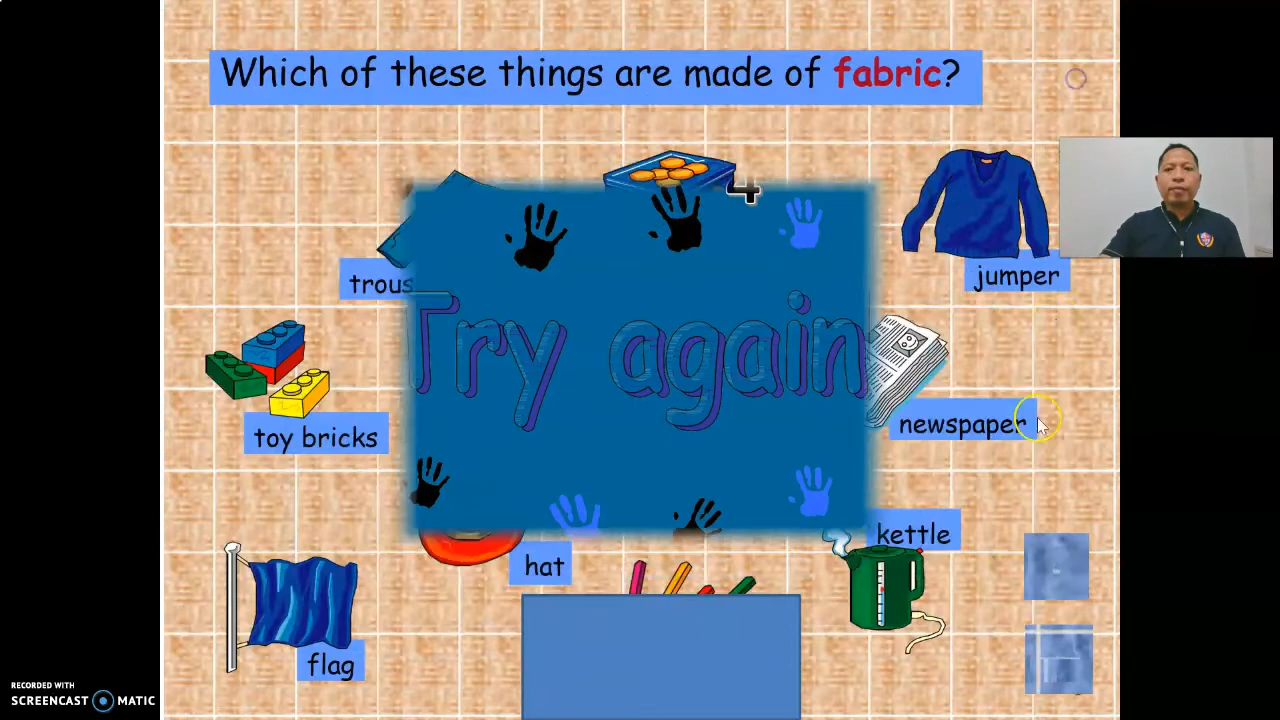 Which of these things are made of fabric?
4
jumper
trous
Try again
newspaper
toy bricks
kettle
hat
flag
RECORDED WITH
SCREENCAST MATIC